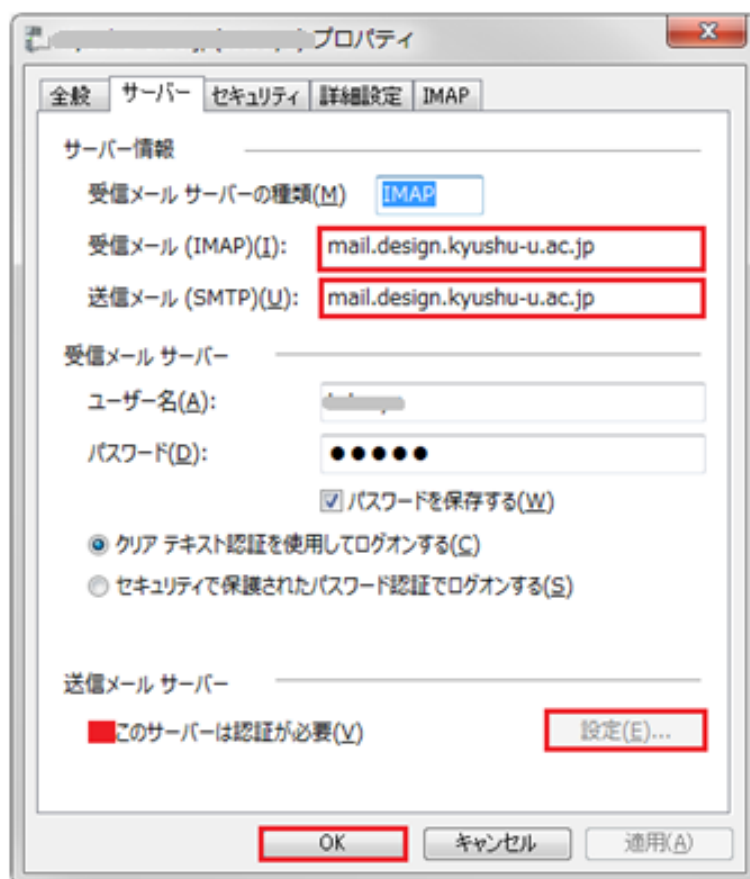 プロパティ
全般 サーバー セキュリティ 詳細設定 IMAP
サーバー情報
受信メール サーバーの種類(M) IMAP
受信メール (IMAP)(I): mail.design.kyushu-u.ac.jp
送信メール (SMTP)(U): mail.design.kyushu-u.ac.jp
受信メール サーバー
ユーザー名(A):
パスワード(D): ●●●●●
パスワードを保存する(W)
クリア テキスト認証を使用してログオンする(C)
セキュリティで保護されたパスワード認証でログオンする(S)
送信メール サーバー
このサーバーは認証が必要(V) 設定(E)...
OK キャンセル 適用(A)